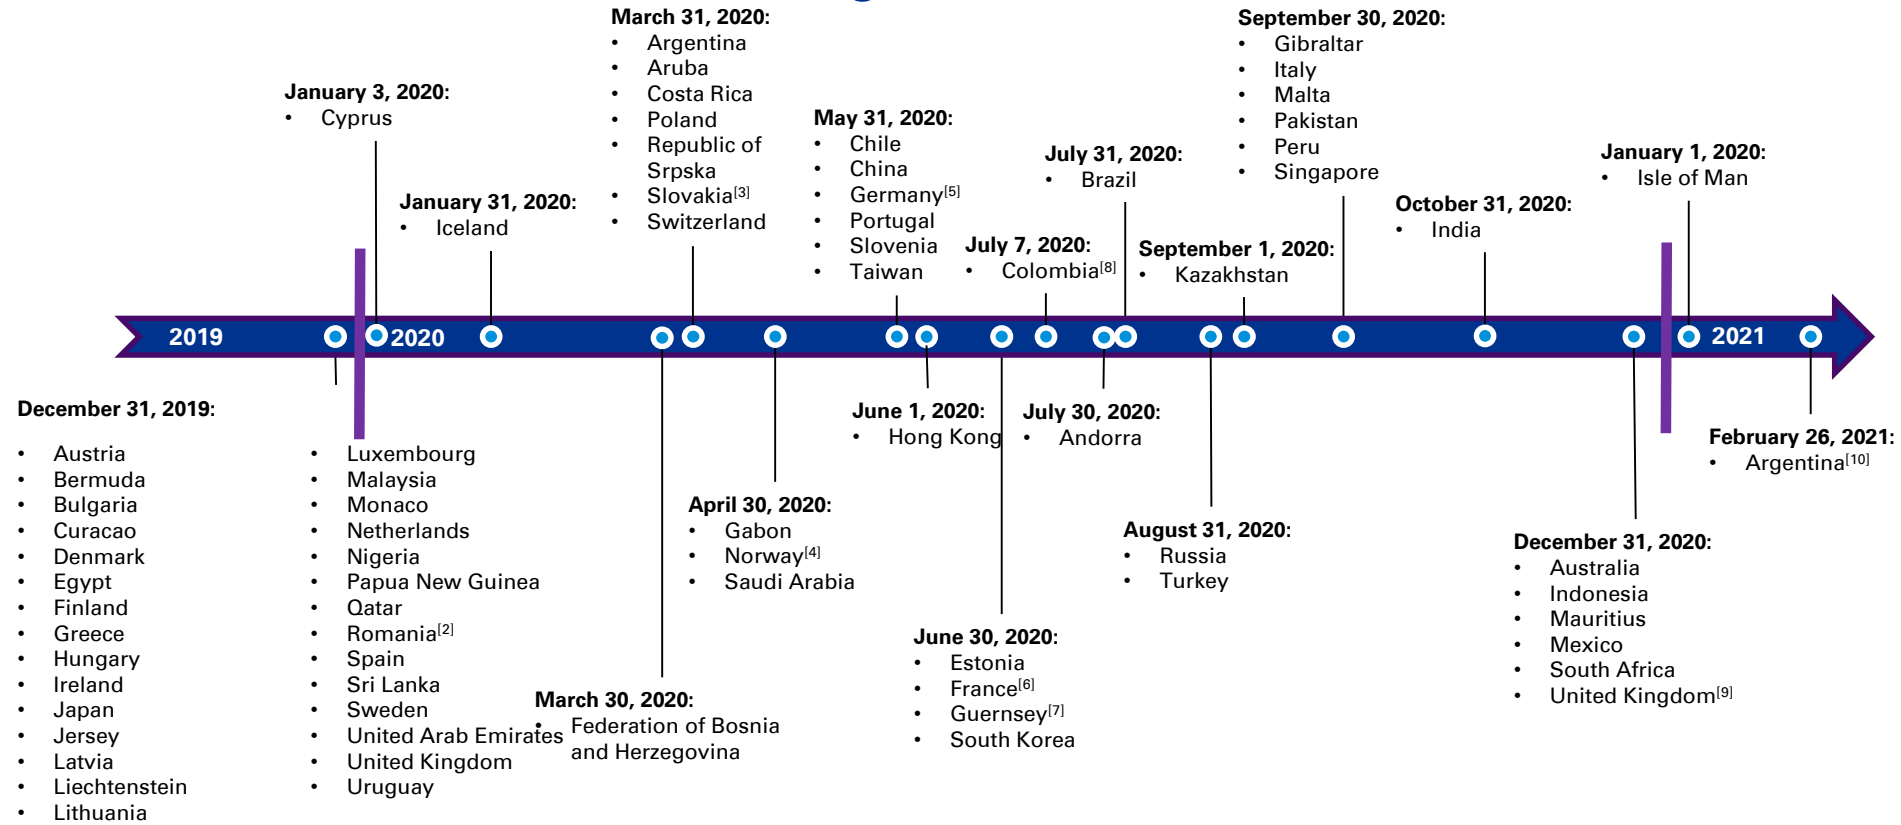 March 31, 2020:
• Argentina
• Aruba
• Costa Rica
• Poland
• Republic of
Srpska
• Slovakia[3]
• Switzerland
September 30, 2020:
• Gibraltar
• Italy
• Malta
• Pakistan
• Peru
• Singapore
January 3, 2020:
• Cyprus
May 31, 2020:
• Chile
• China
• Germany[5]
• Portugal
• Slovenia
• Taiwan
July 31, 2020:
• Brazil
January 1, 2020:
• Isle of Man
January 31, 2020:
• Iceland
October 31, 2020:
• India
July 7, 2020:
• Colombia[8]
September 1, 2020:
• Kazakhstan
2019
2020
2021
December 31, 2019:
• Austria
• Bermuda
• Bulgaria
• Curacao
• Denmark
• Egypt
• Finland
• Greece
• Hungary
• Ireland
• Japan
• Jersey
• Latvia
• Liechtenstein
• Lithuania
• Luxembourg
• Malaysia
• Monaco
• Netherlands
• Nigeria
• Papua New Guinea
• Qatar
• Romania[2]
• Spain
• Sri Lanka
• Sweden
• United Arab Emirates
• United Kingdom
• Uruguay
March 30, 2020:
• Federation of Bosnia
and Herzegovina
April 30, 2020:
• Gabon
• Norway[4]
• Saudi Arabia
June 1, 2020:
• Hong Kong
June 30, 2020:
• Estonia
• France[6]
• Guernsey[7]
• South Korea
July 30, 2020:
• Andorra
August 31, 2020:
• Russia
• Turkey
December 31, 2020:
• Australia
• Indonesia
• Mauritius
• Mexico
• South Africa
• United Kingdom[9]
February 26, 2021:
• Argentina[10]